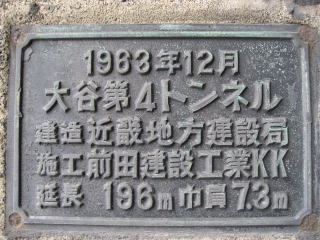 1963年12月
大谷第4トンネル
建造 近畿地方建設局
施工 前田建設工業KK
延長 196m 巾員 7.3m